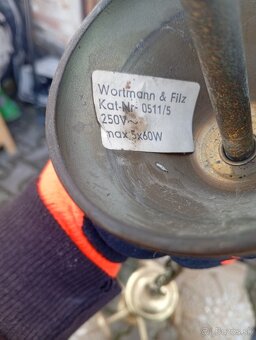 Wortmann & Filz
Kat-Nr. 0511/5
250V~
max.5x60W